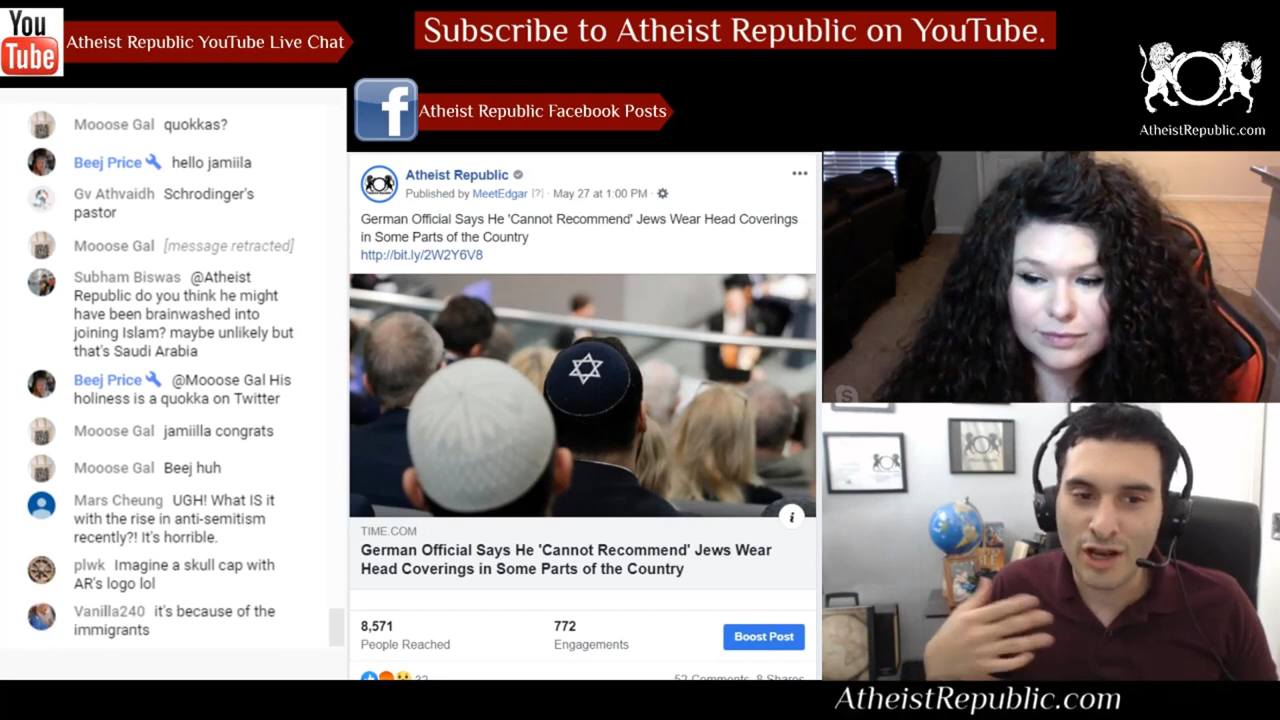 You
Tube
Atheist Republic YouTube Live Chat
Subscribe to Atheist Republic on YouTube.
AtheistRepublic.com
f
Atheist Republic Facebook Posts
Mooose Gal quokkas?
Beej Price hello jamiila
Gv Athvaidh Schrodinger's
pastor
Mooose Gal [message retracted]
Subham Biswas @Atheist
Republic do you think he might
have been brainwashed into
joining Islam? maybe unlikely but
that's Saudi Arabia
Beej Price @Mooose Gal His
holiness is a quokka on Twitter
Mooose Gal jamiilla congrats
Mooose Gal Beej huh
Mars Cheung UGH! What IS it
with the rise in anti-semitism
recently?! It's horrible.
plwk Imagine a skull cap with
AR's logo lol
Vanilla240 it's because of the
immigrants
Atheist Republic
Published by MeetEdgar [?] · May 27 at 1:00 PM ·
German Official Says He 'Cannot Recommend' Jews Wear Head Coverings
in Some Parts of the Country
http://bit.ly/2W2Y6V8
i
TIME.COM
German Official Says He 'Cannot Recommend' Jews Wear
Head Coverings in Some Parts of the Country
8,571
People Reached
772
Engagements
Boost Post
32
52 Comments 8 Shares
S
AtheistRepublic.com